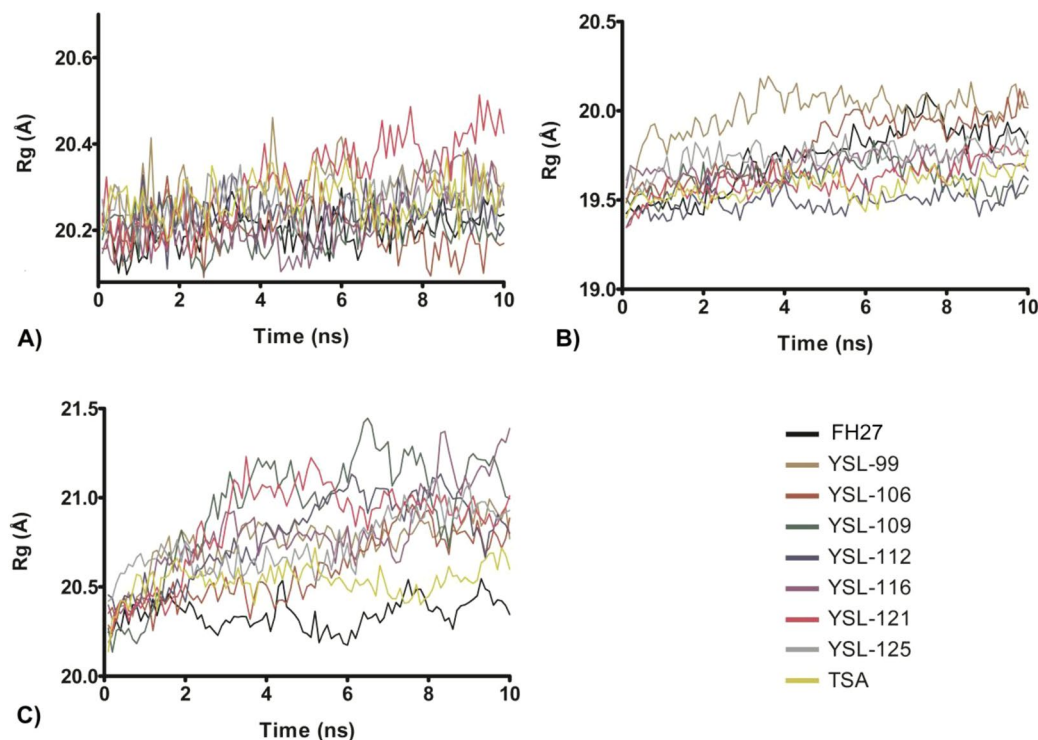 20.6
20.4
20.2
Rg (Å)
0 2 4 6 8 10
Time (ns)
A)
20.5
20.0
19.5
19.0
Rg (Å)
0 2 4 6 8 10
Time (ns)
B)
21.5
21.0
20.5
20.0
Rg (Å)
0 2 4 6 8 10
Time (ns)
C)
FH27
YSL-99
YSL-106
YSL-109
YSL-112
YSL-116
YSL-121
YSL-125
TSA